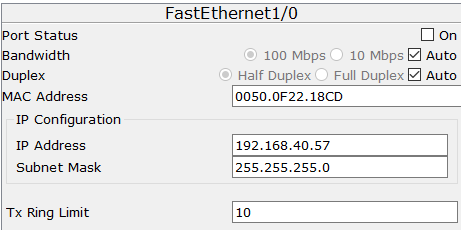 FastEthernet1/0
Port Status On
Bandwidth 100 Mbps 10 Mbps Auto
Duplex Half Duplex Full Duplex Auto
MAC Address 0050.0F22.18CD
IP Configuration
IP Address 192.168.40.57
Subnet Mask 255.255.255.0
Tx Ring Limit 10